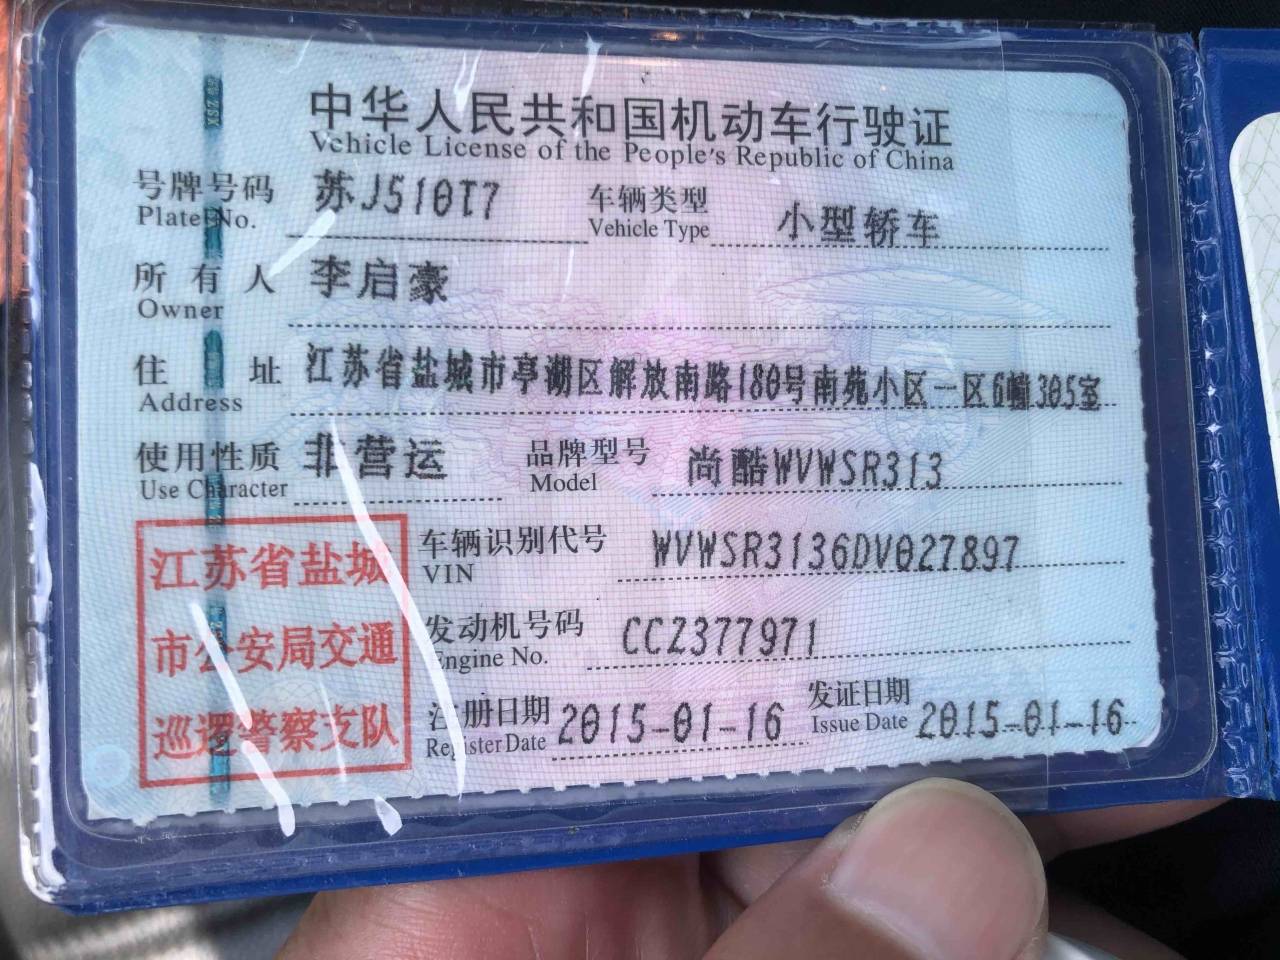 中华人民共和国机动车行驶证
Vehicle License of the People's Republic of China
号牌号码 苏J510T7 车辆类型 小型轿车
Plate No. Vehicle Type
所有人 李启豪
Owner
住址 江苏省盐城市亭湖区解放南路180号南苑小区一区6幢305室
Address
使用性质 非营运 品牌型号 尚酷WVWSR313
Use Character Model
江苏省盐城
市公安局交通
巡逻警察支队
车辆识别代号 WVWSR3136DV027897
VIN
发动机号码 CCZ377971
Engine No.
注册日期 2015-01-16 发证日期 2015-01-16
Register Date Issue Date